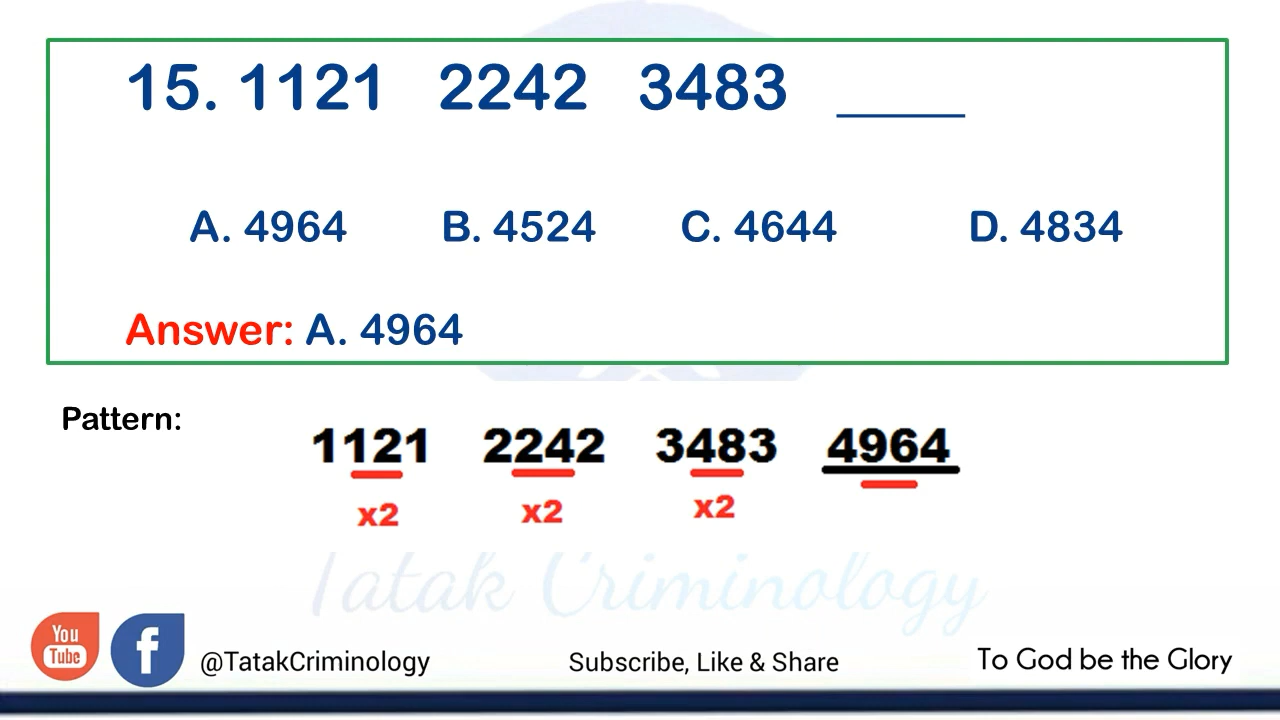 15. 1121 2242 3483 ____
A. 4964 B. 4524 C. 4644 D. 4834
Answer: A. 4964
Pattern:
1121 2242 3483 4964
x2 x2 x2
Tatak Criminology
You
Tube
f
@TatakCriminology Subscribe, Like & Share To God be the Glory